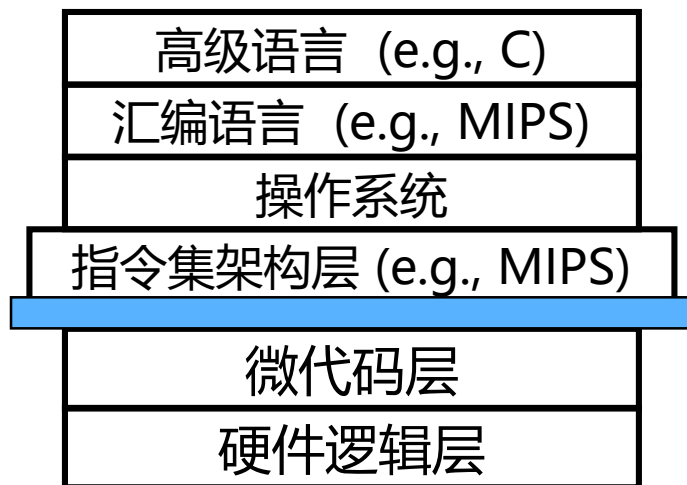 高级语言 (e.g., C)
汇编语言 (e.g., MIPS)
操作系统
指令集架构层 (e.g., MIPS)
微代码层
硬件逻辑层